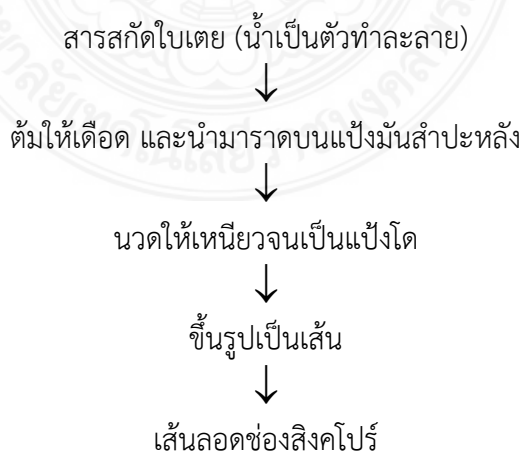 สารสกัดใบเตย (น้ำเป็นตัวทำละลาย)
ต้มให้เดือด และนำมาราดบนแป้งมันสำปะหลัง
นวดให้เหนียวจนเป็นแป้งโด
ขึ้นรูปเป็นเส้น
เส้นลอดช่องสิงคโปร์